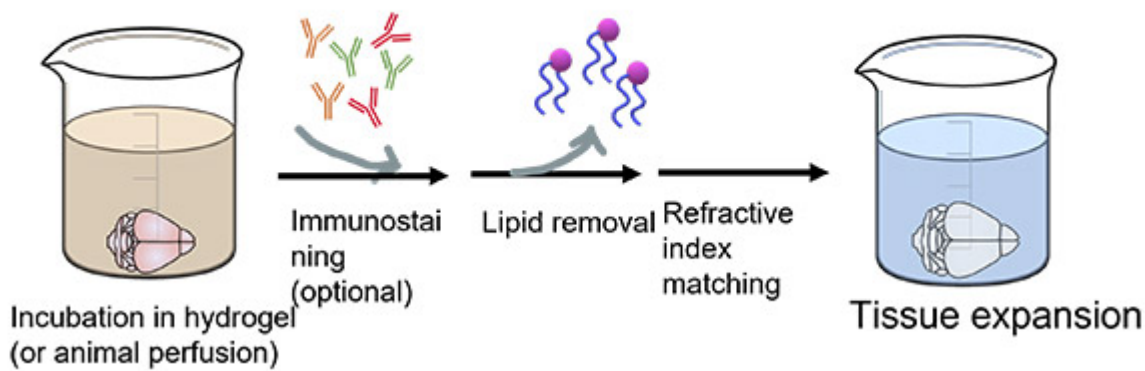 Incubation in hydrogel
(or animal perfusion)
Immunostai
ning
(optional)
Lipid removal
Refractive
index
matching
Tissue expansion